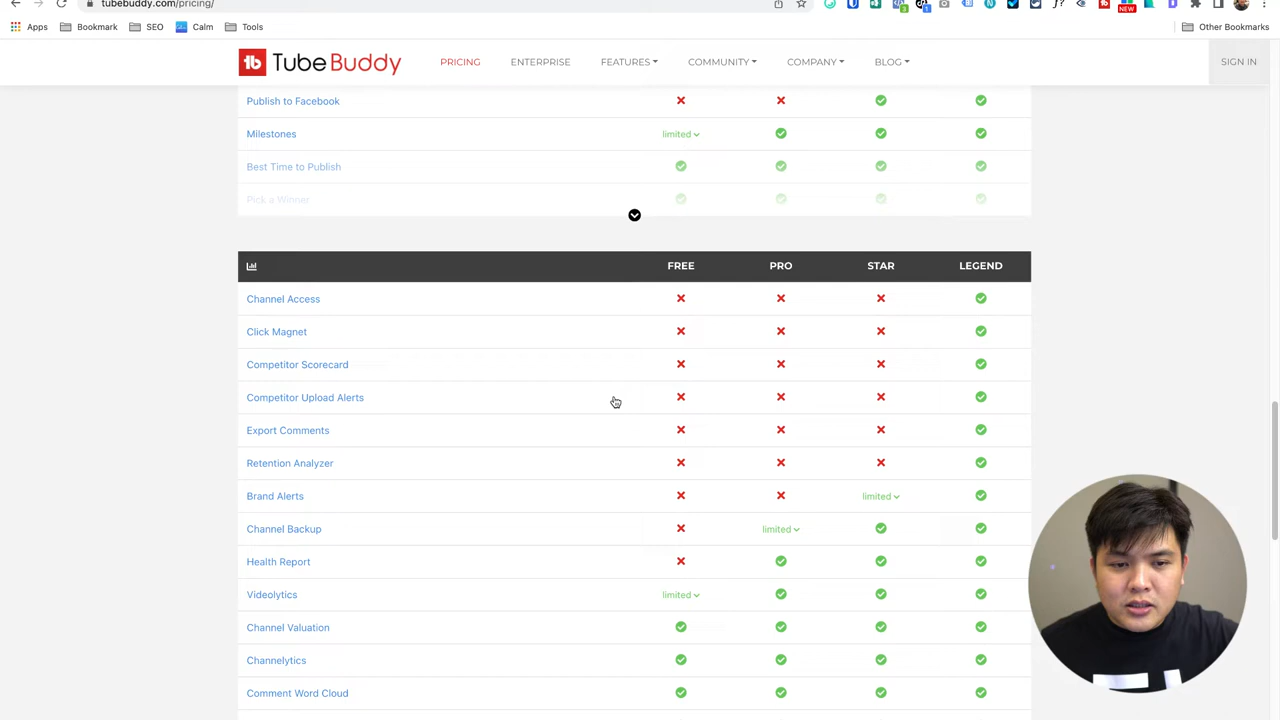 tubebuddy.com/pricing/
Apps Bookmark SEO Calm Tools Other Bookmarks
tb TubeBuddy PRICING ENTERPRISE FEATURES COMMUNITY COMPANY BLOG SIGN IN
Publish to Facebook
Milestones limited
Best Time to Publish
Pick a Winner
FREE PRO STAR LEGEND
Channel Access
Click Magnet
Competitor Scorecard
Competitor Upload Alerts
Export Comments
Retention Analyzer
Brand Alerts limited
Channel Backup limited
Health Report
Videolytics limited
Channel Valuation
Channelytics
Comment Word Cloud